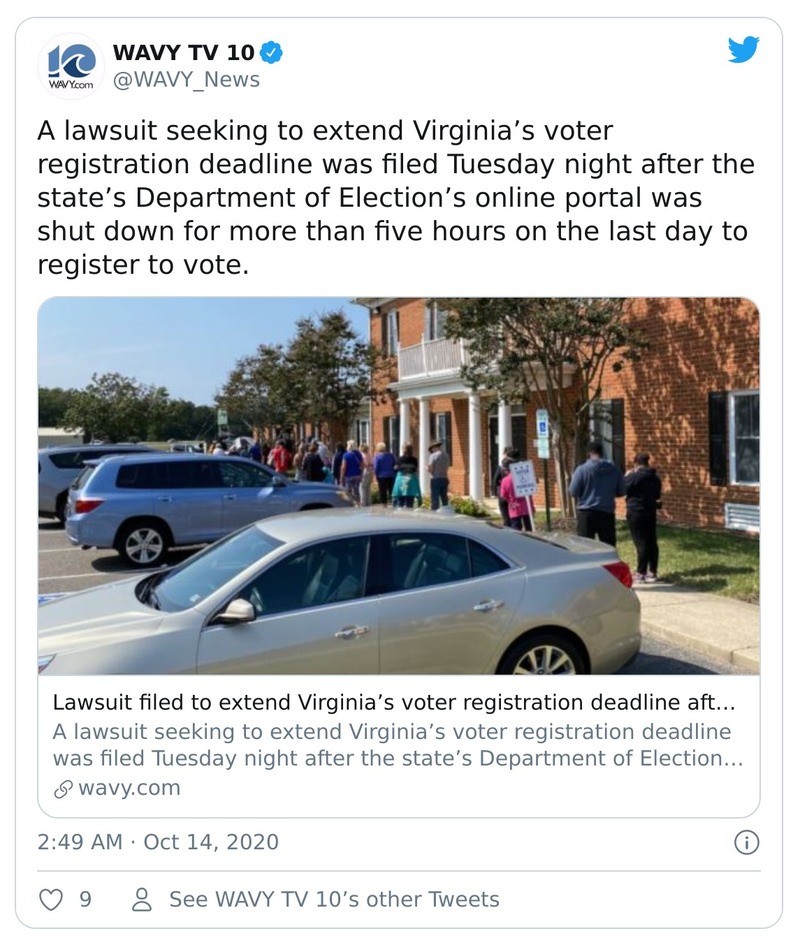 WAVY TV 10
@WAVY_News
10
WAVY.com
A lawsuit seeking to extend Virginia’s voter
registration deadline was filed Tuesday night after the
state’s Department of Election’s online portal was
shut down for more than five hours on the last day to
register to vote.
Lawsuit filed to extend Virginia’s voter registration deadline aft…
A lawsuit seeking to extend Virginia’s voter registration deadline
was filed Tuesday night after the state’s Department of Election…
wavy.com
2:49 AM · Oct 14, 2020
9
See WAVY TV 10’s other Tweets